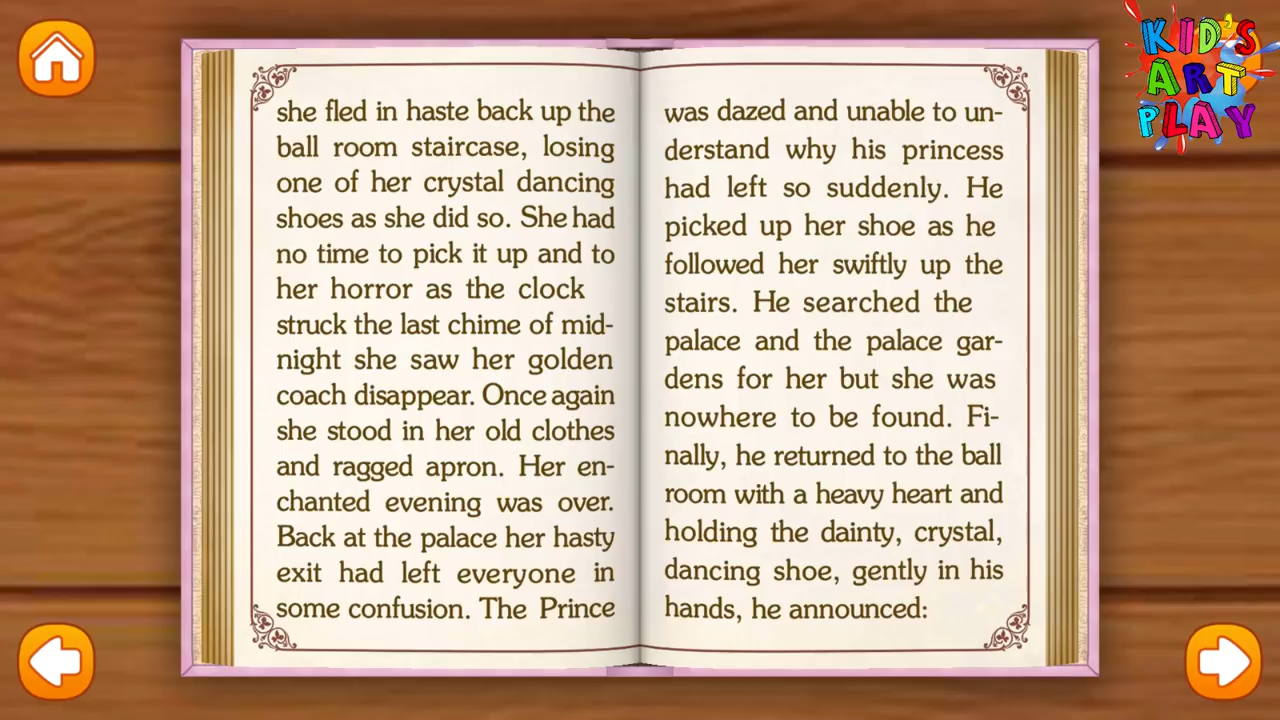 she fled in haste back up the
ball room staircase, losing
one of her crystal dancing
shoes as she did so. She had
no time to pick it up and to
her horror as the clock
struck the last chime of mid-
night she saw her golden
coach disappear. Once again
she stood in her old clothes
and ragged apron. Her en-
chanted evening was over.
Back at the palace her hasty
exit had left everyone in
some confusion. The Prince
was dazed and unable to un-
derstand why his princess
had left so suddenly. He
picked up her shoe as he
followed her swiftly up the
stairs. He searched the
palace and the palace gar-
dens for her but she was
nowhere to be found. Fi-
nally, he returned to the ball
room with a heavy heart and
holding the dainty, crystal,
dancing shoe, gently in his
hands, he announced:
KID'S
ART
PLAY